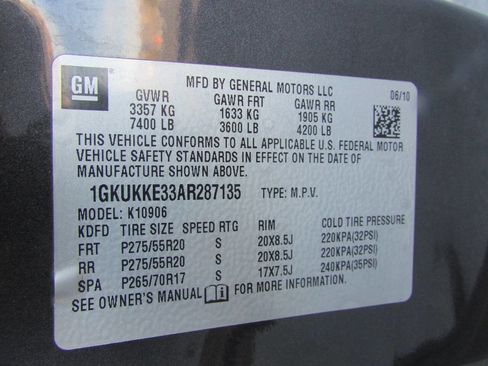 GM
MFD BY GENERAL MOTORS LLC
06/10
GVWR GAWR FRT GAWR RR
3357 KG 1633 KG 1905 KG
7400 LB 3600 LB 4200 LB
THIS VEHICLE CONFORMS TO ALL APPLICABLE U.S. FEDERAL MOTOR
VEHICLE SAFETY STANDARDS IN EFFECT ON THE DATE OF
MANUFACTURE SHOWN ABOVE.
1GKUKKE33AR287135 TYPE: M.P.V.
MODEL: K10906
KDFD TIRE SIZE SPEED RTG RIM COLD TIRE PRESSURE
FRT P275/55R20 S 20X8.5J 220KPA(32PSI)
RR P275/55R20 S 20X8.5J 220KPA(32PSI)
SPA P265/70R17 S 17X7.5J 240KPA(35PSI)
SEE OWNER'S MANUAL FOR MORE INFORMATION.